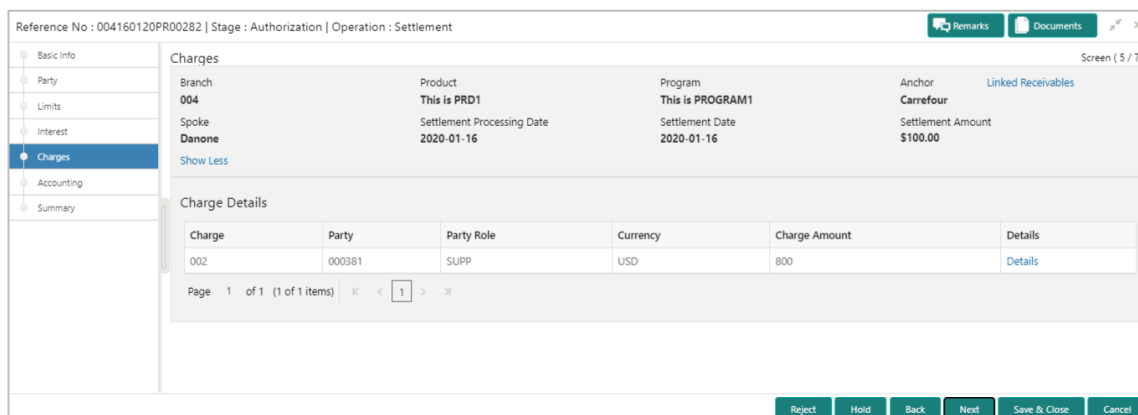 Reference No : 004160120PR00282 | Stage : Authorization | Operation : Settlement
Remarks
Documents
Basic Info
Party
Limits
Interest
Charges
Accounting
Summary
Charges
Screen ( 5 / 7
Branch
Product
Program
Anchor
Linked Receivables
004
This is PRD1
This is PROGRAM1
Carrefour
Spoke
Settlement Processing Date
Settlement Date
Settlement Amount
Danone
2020-01-16
2020-01-16
$100.00
Show Less
Charge Details
Charge Party Party Role Currency Charge Amount Details
002 000381 SUPP USD 800 Details
Page 1 of 1 (1 of 1 items) 1
Reject Hold Back Next Save & Close Cancel